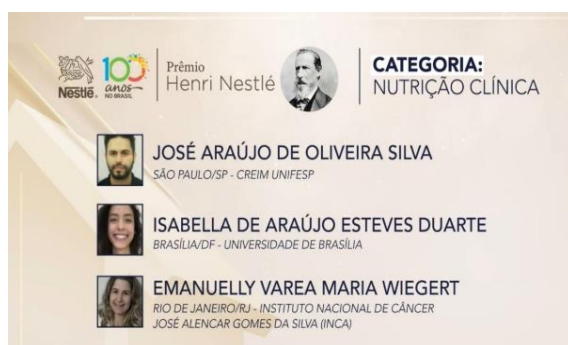 Nestlé
100
anos
NO BRASIL
Prêmio
Henri Nestlé
CATEGORIA:
NUTRIÇÃO CLÍNICA
JOSÉ ARAÚJO DE OLIVEIRA SILVA
SÃO PAULO/SP - CREIM UNIFESP
ISABELLA DE ARAÚJO ESTEVES DUARTE
BRASÍLIA/DF - UNIVERSIDADE DE BRASÍLIA
EMANUELLY VAREA MARIA WIEGERT
RIO DE JANEIRO/RJ - INSTITUTO NACIONAL DE CÂNCER
JOSÉ ALENCAR GOMES DA SILVA (INCA)